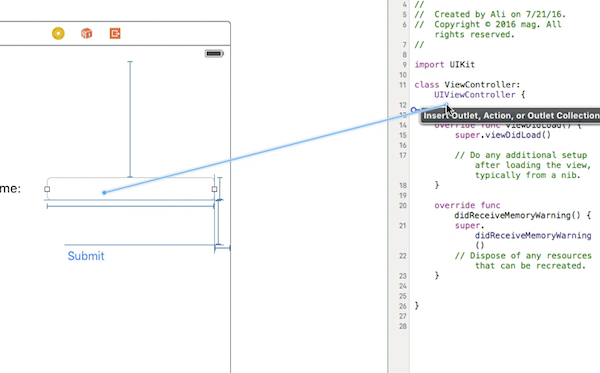 4 //
5 // Created by Ali on 7/21/16.
6 // Copyright © 2016 mag. All
rights reserved.
7 //
8
9 import UIKit
10
11 class ViewController:
UIViewController {
12
Insert Outlet, Action, or Outlet Collection
14 override func viewDidLoad() {
15 super.viewDidLoad()
16
17 // Do any additional setup
after loading the view,
typically from a nib.
18 }
19
20 override func
didReceiveMemoryWarning() {
21 super.
didReceiveMemoryWarning
()
22 // Dispose of any resources
that can be recreated.
23 }
24
25
26 }
27
28
me:
Submit